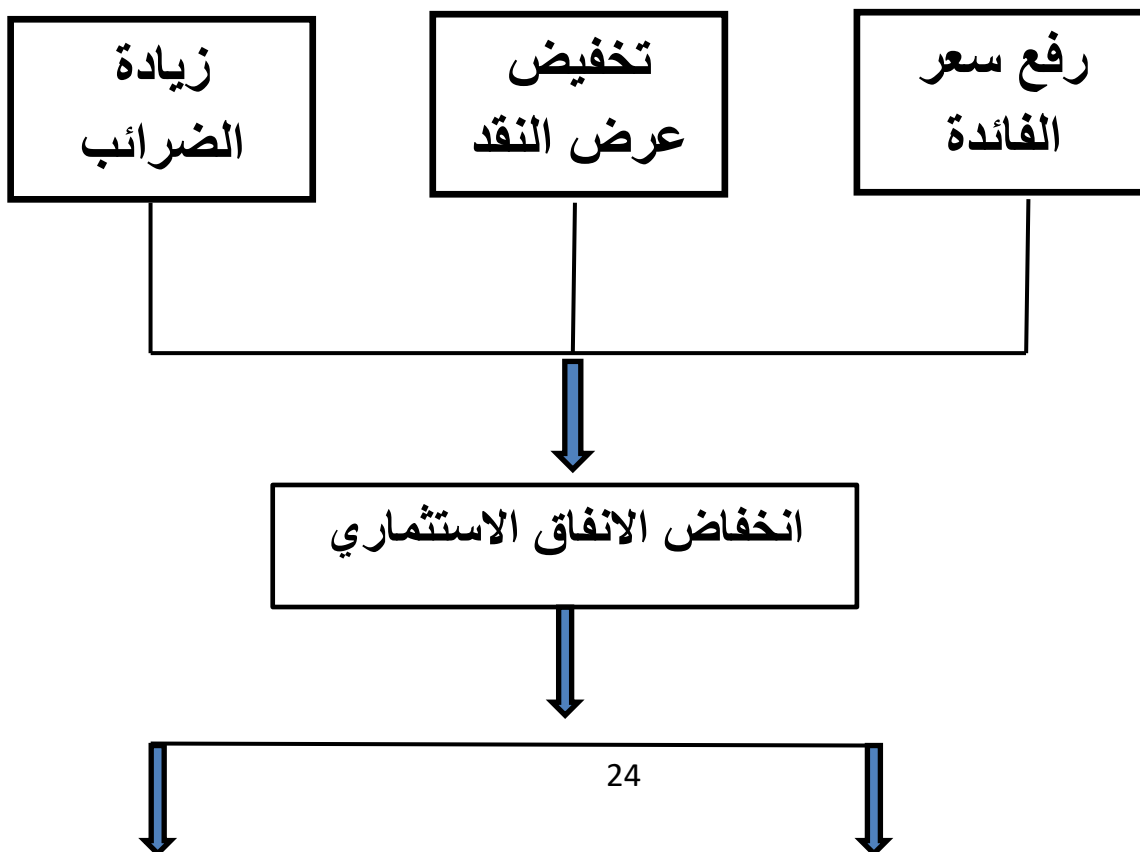 رفع سعر
الفائدة
تخفيض
عرض النقد
زيادة
الضرائب
انخفاض الانفاق الاستثماري
24